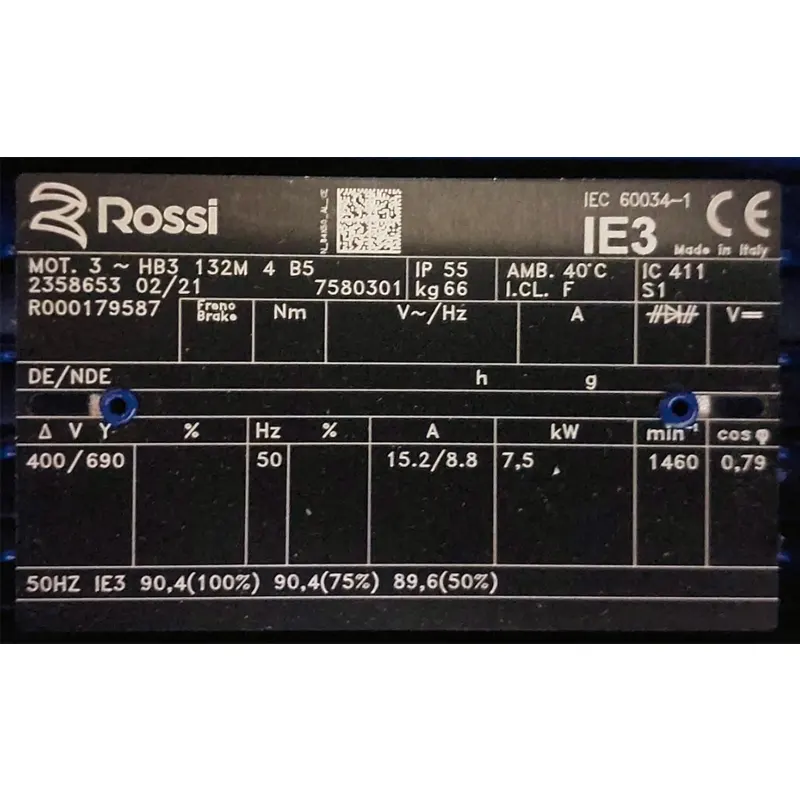 Rossi
IEC 60034-1
IE3
CE
Made in Italy
MOT. 3 ~ HB3 132M 4 B5 IP 55 AMB. 40°C IC 411
2358653 02/21 7580301 kg 66 I.CL. F S1
R000179587 Freno Brake Nm V~/Hz A V⎓
DE/NDE h g
Δ V Y % Hz % A kW min⁻¹ cosφ
400/690 50 15.2/8.8 7,5 1460 0,79
50HZ IE3 90,4(100%) 90,4(75%) 89,6(50%)